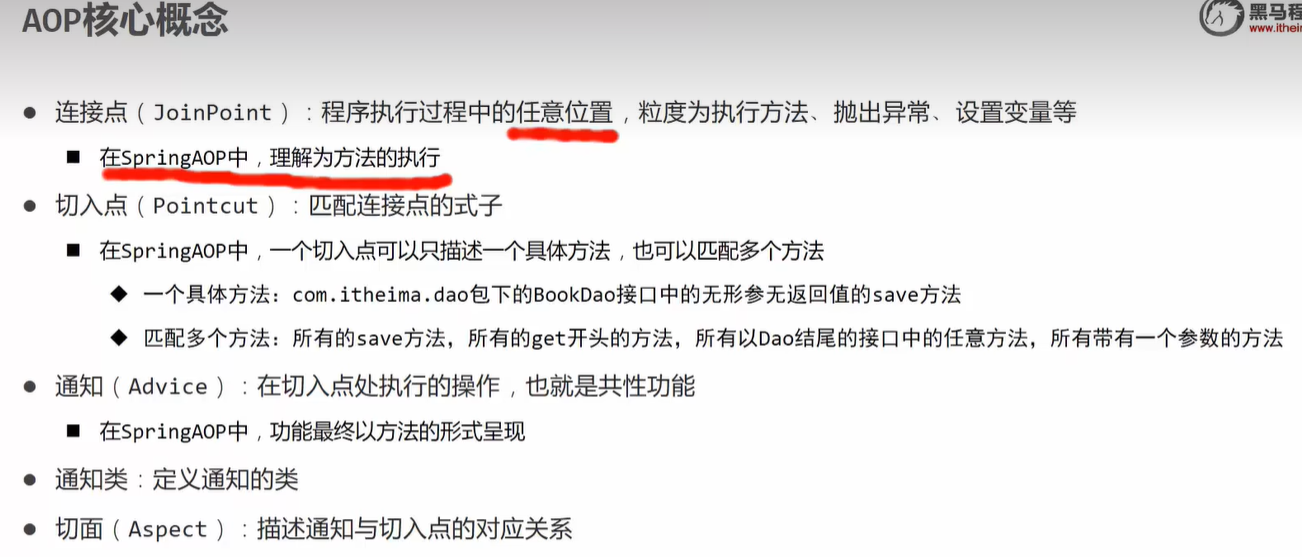 AOP核心概念
黑马程
www.itheim
● 连接点（JoinPoint）：程序执行过程中的任意位置，粒度为执行方法、抛出异常、设置变量等
■ 在SpringAOP中，理解为方法的执行
● 切入点（Pointcut）：匹配连接点的式子
■ 在SpringAOP中，一个切入点可以只描述一个具体方法，也可以匹配多个方法
◆ 一个具体方法：com.itheima.dao包下的BookDao接口中的无形参无返回值的save方法
◆ 匹配多个方法：所有的save方法，所有的get开头的方法，所有以Dao结尾的接口中的任意方法，所有带有一个参数的方法
● 通知（Advice）：在切入点处执行的操作，也就是共性功能
■ 在SpringAOP中，功能最终以方法的形式呈现
● 通知类：定义通知的类
● 切面（Aspect）：描述通知与切入点的对应关系